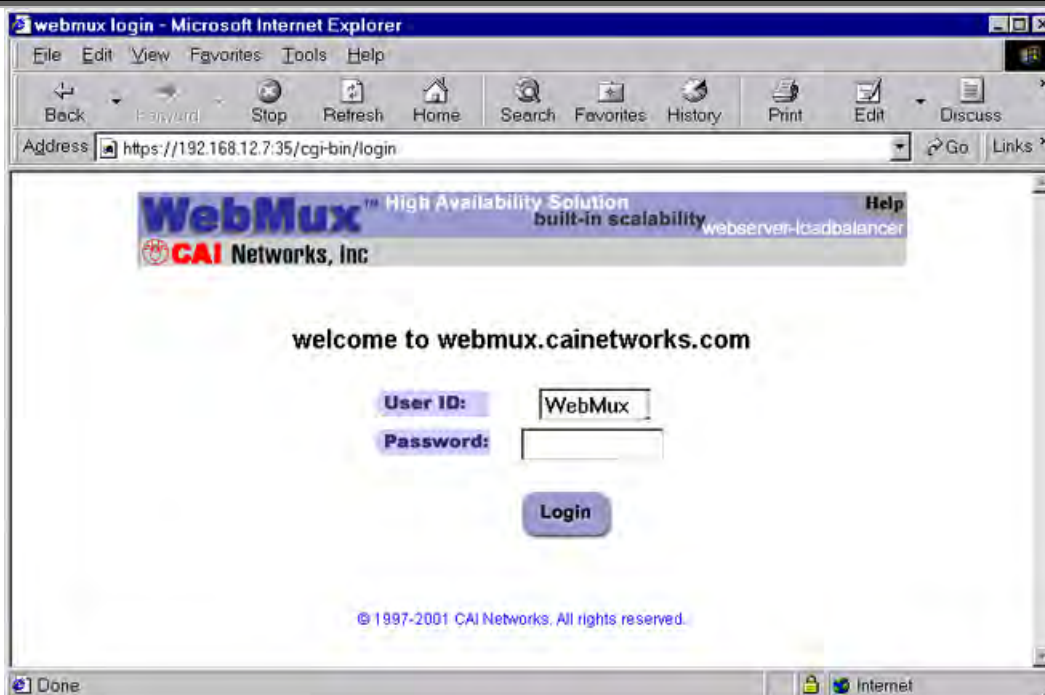 webmux login - Microsoft Internet Explorer
File Edit View Favorites Tools Help
Back Forward Stop Refresh Home Search Favorites History Print Edit Discuss
Address https://192.168.12.7:35/cgi-bin/login Go Links
WebMux™ High Availability Solution Help
built-in scalability
webserver-loadbalancer
CAI Networks, Inc
welcome to webmux.cainetworks.com
User ID: WebMux
Password:
Login
© 1997-2001 CAI Networks. All rights reserved.
Done Internet